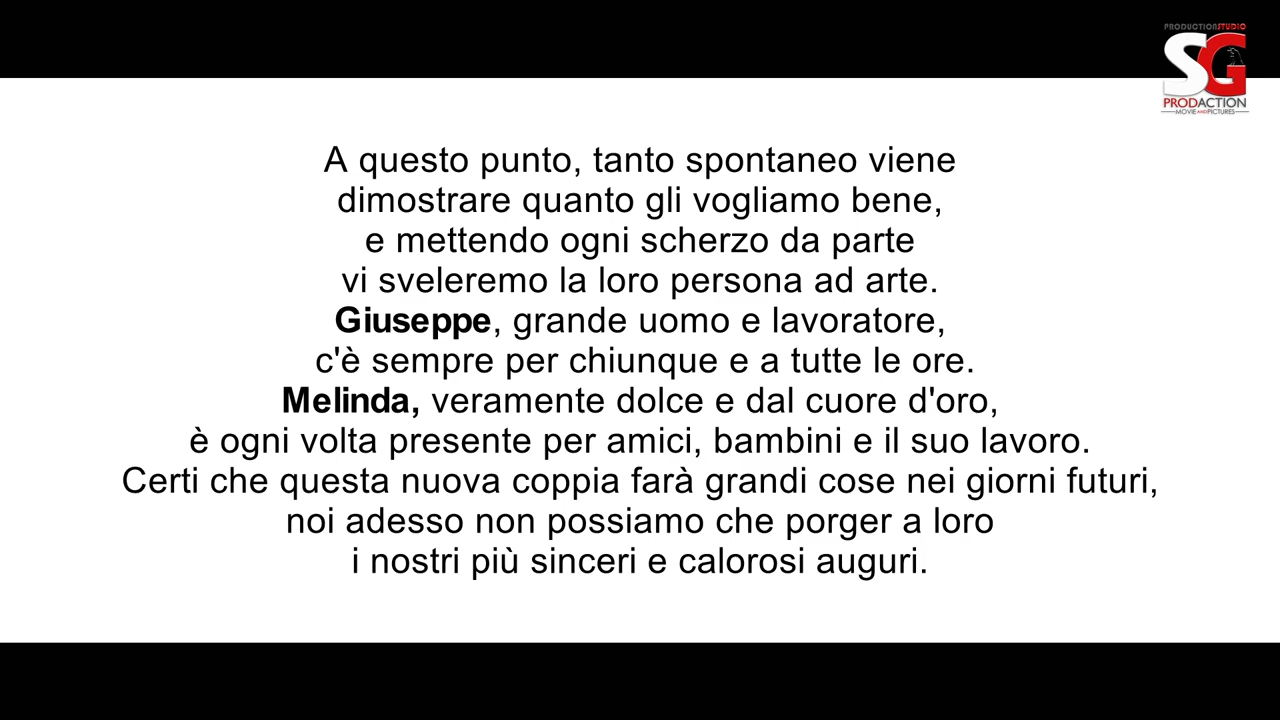 PRODUCTIONSTUDIO
SG
PRODACTION
MOVIE AND PICTURES
A questo punto, tanto spontaneo viene
dimostrare quanto gli vogliamo bene,
e mettendo ogni scherzo da parte
vi sveleremo la loro persona ad arte.
Giuseppe, grande uomo e lavoratore,
c'è sempre per chiunque e a tutte le ore.
Melinda, veramente dolce e dal cuore d'oro,
è ogni volta presente per amici, bambini e il suo lavoro.
Certi che questa nuova coppia farà grandi cose nei giorni futuri,
noi adesso non possiamo che porger a loro
i nostri più sinceri e calorosi auguri.